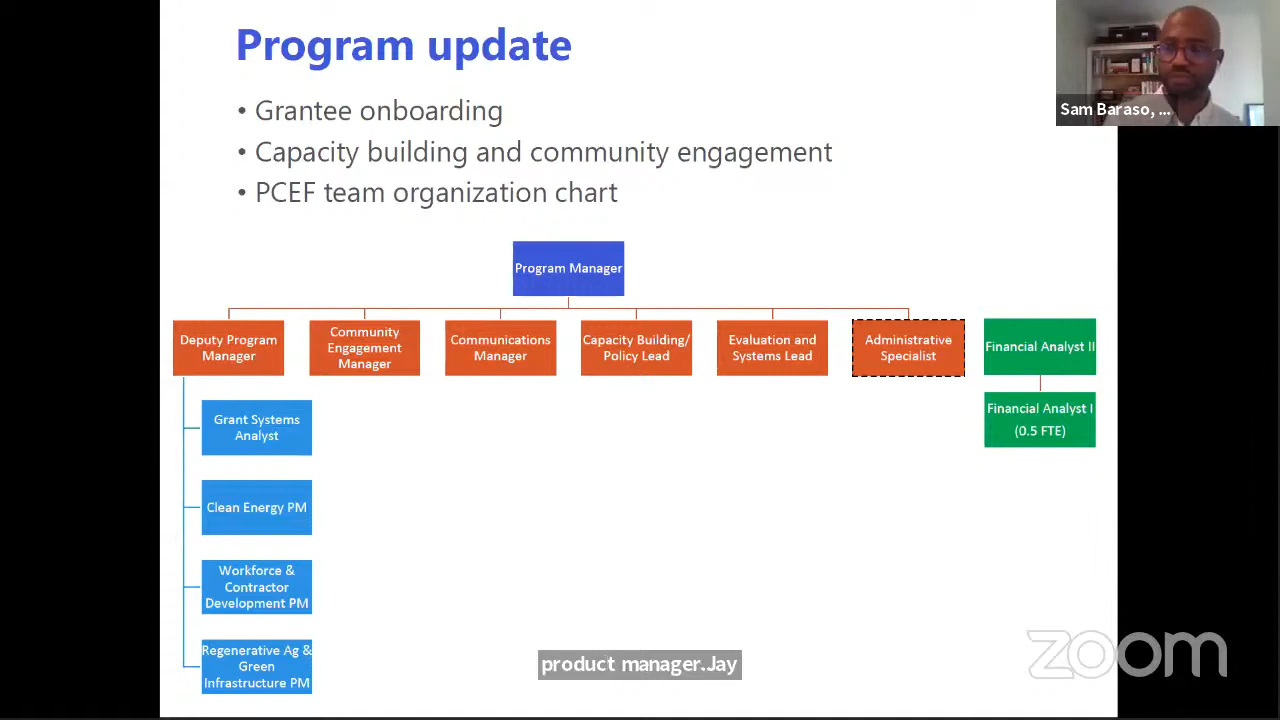 Program update
• Grantee onboarding
• Capacity building and community engagement
• PCEF team organization chart
Sam Baraso, ...
Program Manager
Deputy Program
Manager
Community
Engagement
Manager
Communications
Manager
Capacity Building/
Policy Lead
Evaluation and
Systems Lead
Administrative
Specialist
Financial Analyst II
Financial Analyst I
(0.5 FTE)
Grant Systems
Analyst
Clean Energy PM
Workforce &
Contractor
Development PM
Regenerative Ag &
Green
Infrastructure PM
product manager.Jay
zoom